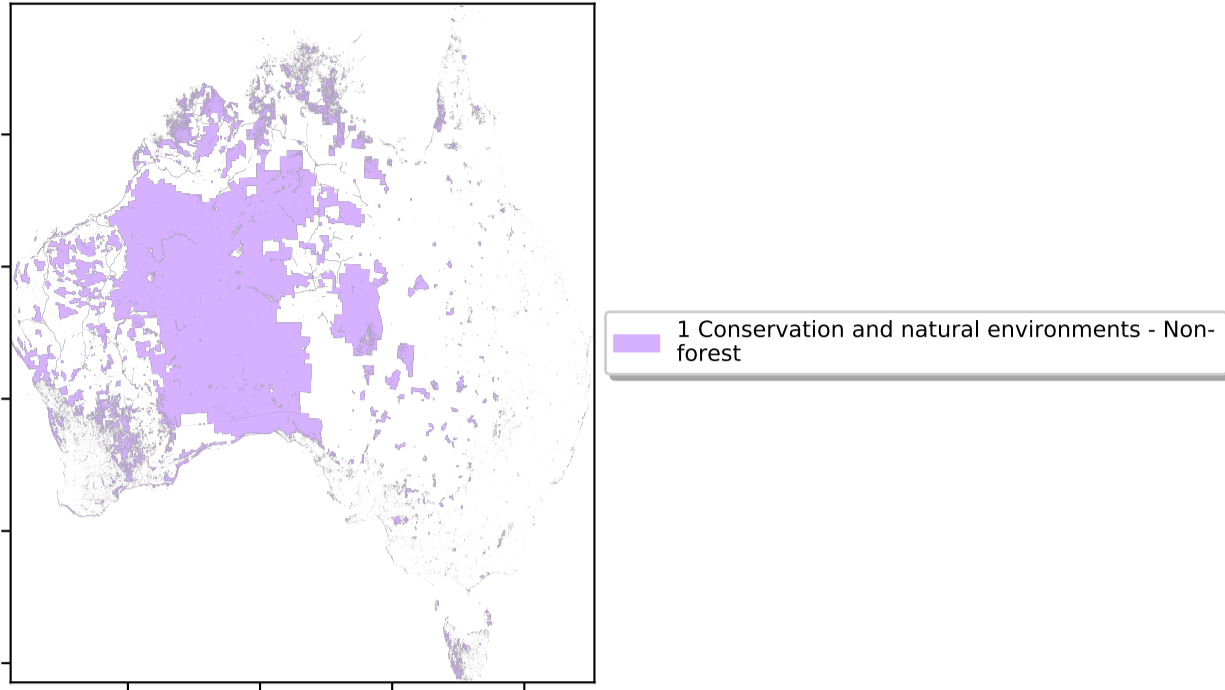 1 Conservation and natural environments - Non-
forest